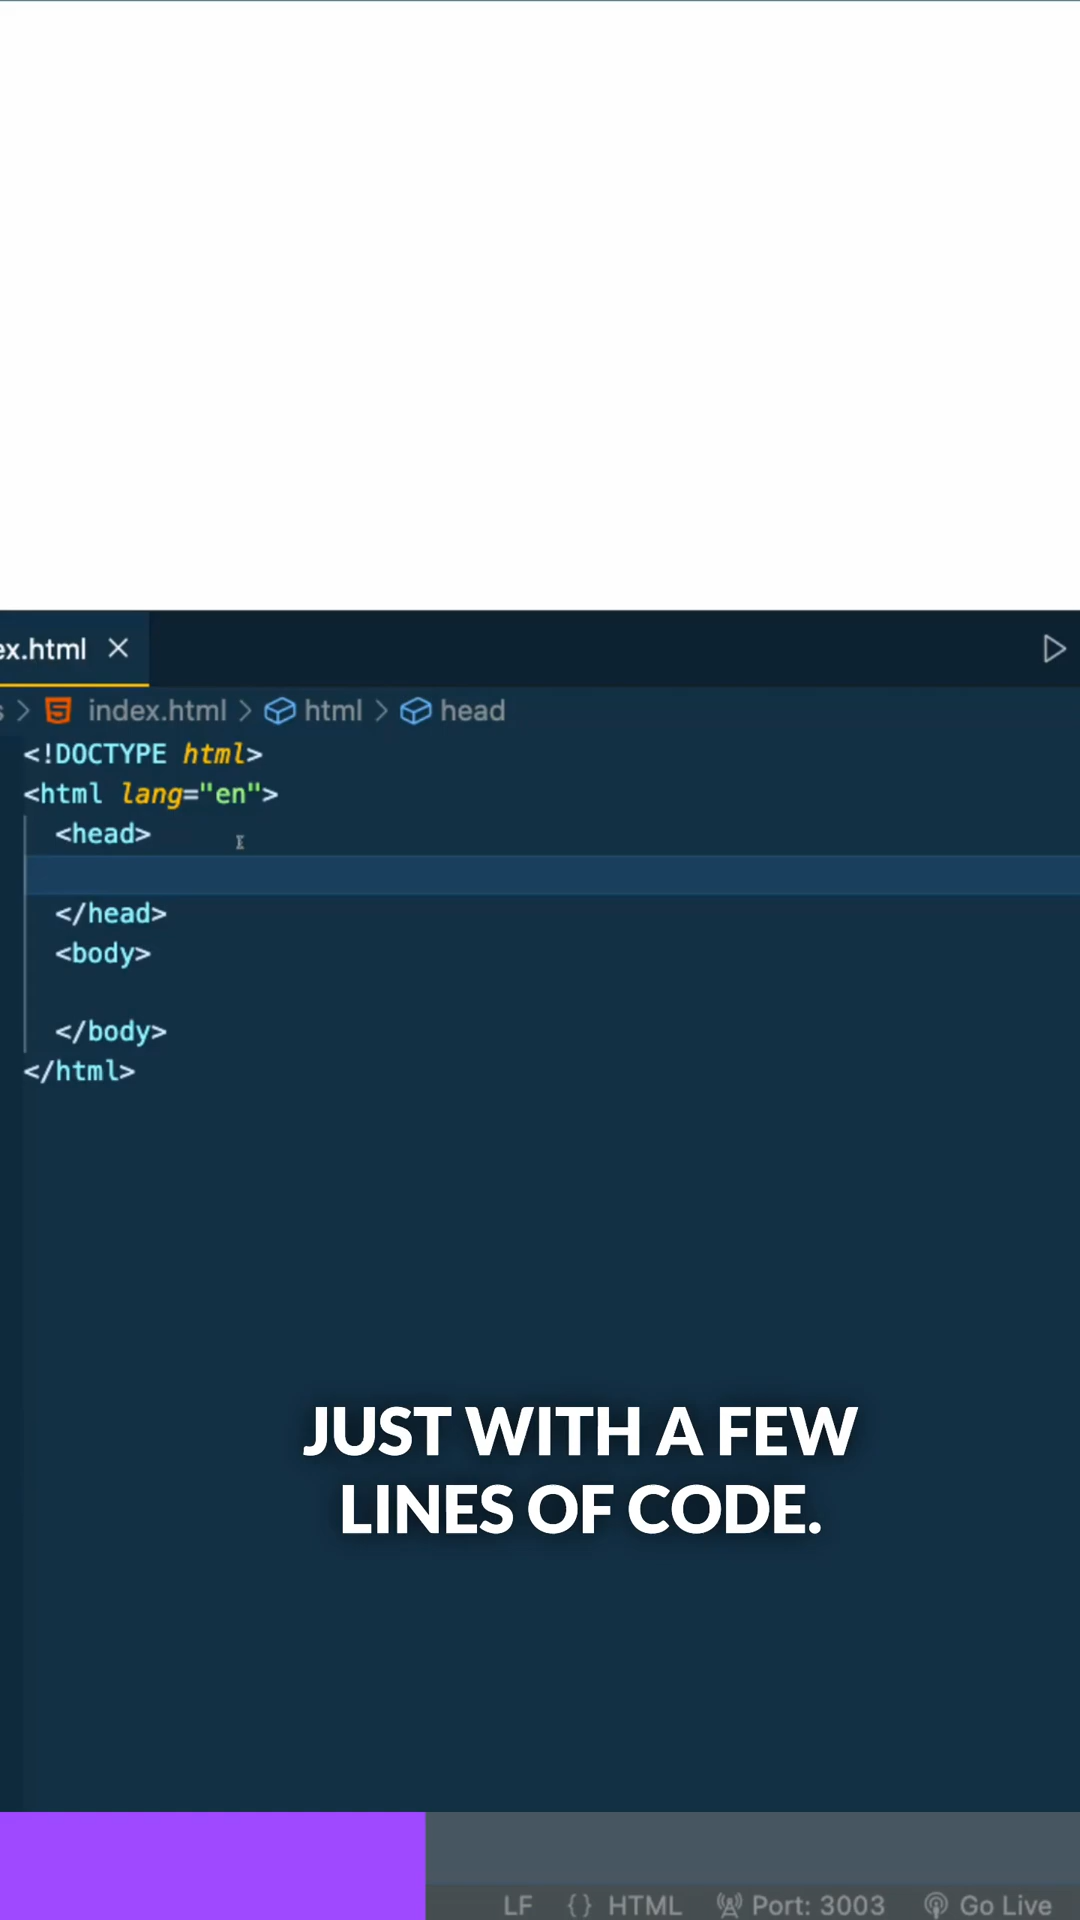 ex.html
s > index.html > html > head
<!DOCTYPE html>
<html lang="en">
<head>
</head>
<body>
</body>
</html>
JUST WITH A FEW
LINES OF CODE.
LF {} HTML Port: 3003 Go Live